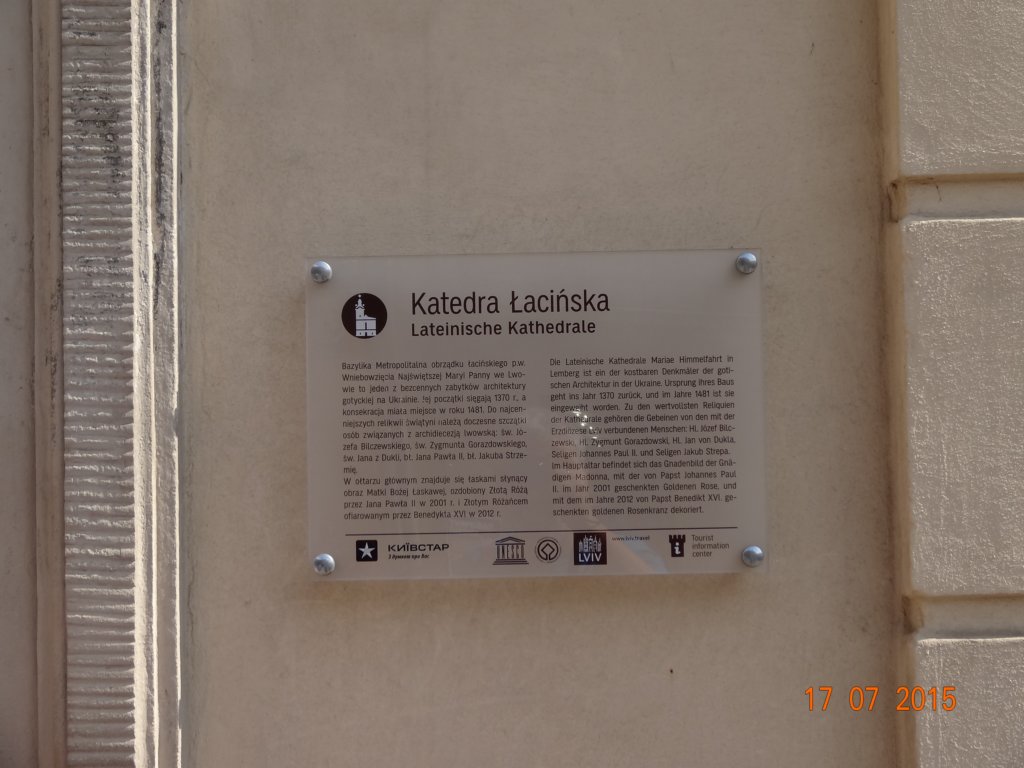 Katedra Łacińska
Lateinische Kathedrale
Bazylika Metropolitalna obrządku łacińskiego p.w.
Wniebowzięcia Najświętszej Maryi Panny we Lwo-
wie to jeden z bezcennych zabytków architektury
gotyckiej na Ukrainie. Jej początki sięgają 1370 r., a
konsekracja miała miejsce w roku 1481. Do najcen-
niejszych relikwii świątyni należą doczesne szczątki
osób związanych z archidiecezją lwowską: św. Jó-
zefa Bilczewskiego, św. Zygmunta Gorazdowskiego,
św. Jana z Dukli, bł. Jana Pawła II, bł. Jakuba Strze-
mię.
W ołtarzu głównym znajduje się łaskami słynący
obraz Matki Bożej Łaskawej, ozdobiony Złotą Różą
przez Jana Pawła II w 2001 r. i Złotym Różańcem
ofiarowanym przez Benedykta XVI w 2012 r.
Die Lateinische Kathedrale Mariae Himmelfahrt in
Lemberg ist ein der kostbaren Denkmäler der goti-
schen Architektur in der Ukraine. Ursprung ihres Baus
geht ins Jahr 1370 zurück, und im Jahre 1481 ist sie
eingeweiht worden. Zu den wertvollsten Reliquien
der Kathedrale gehören die Gebeinen von den mit der
Erzdiözese Lviv verbundenen Menschen: Hl. Józef Bilc-
zewski, Hl. Zygmunt Gorazdowski, Hl. Jan von Dukla,
Seligen Johannes Paul II. und Seligen Jakub Strepa.
Im Hauptaltar befindet sich das Gnadenbild der Gnä-
digen Madonna, mit der von Papst Johannes Paul
II. im Jahr 2001 geschenkten Goldenen Rose, und
mit dem im Jahre 2012 von Papst Benedikt XVI. ge-
schenkten goldenen Rosenkranz dekoriert.
КИЇВСТАР
З думкою про Вас
LVIV
www.lviv.travel
Tourist
information
center
17 07 2015